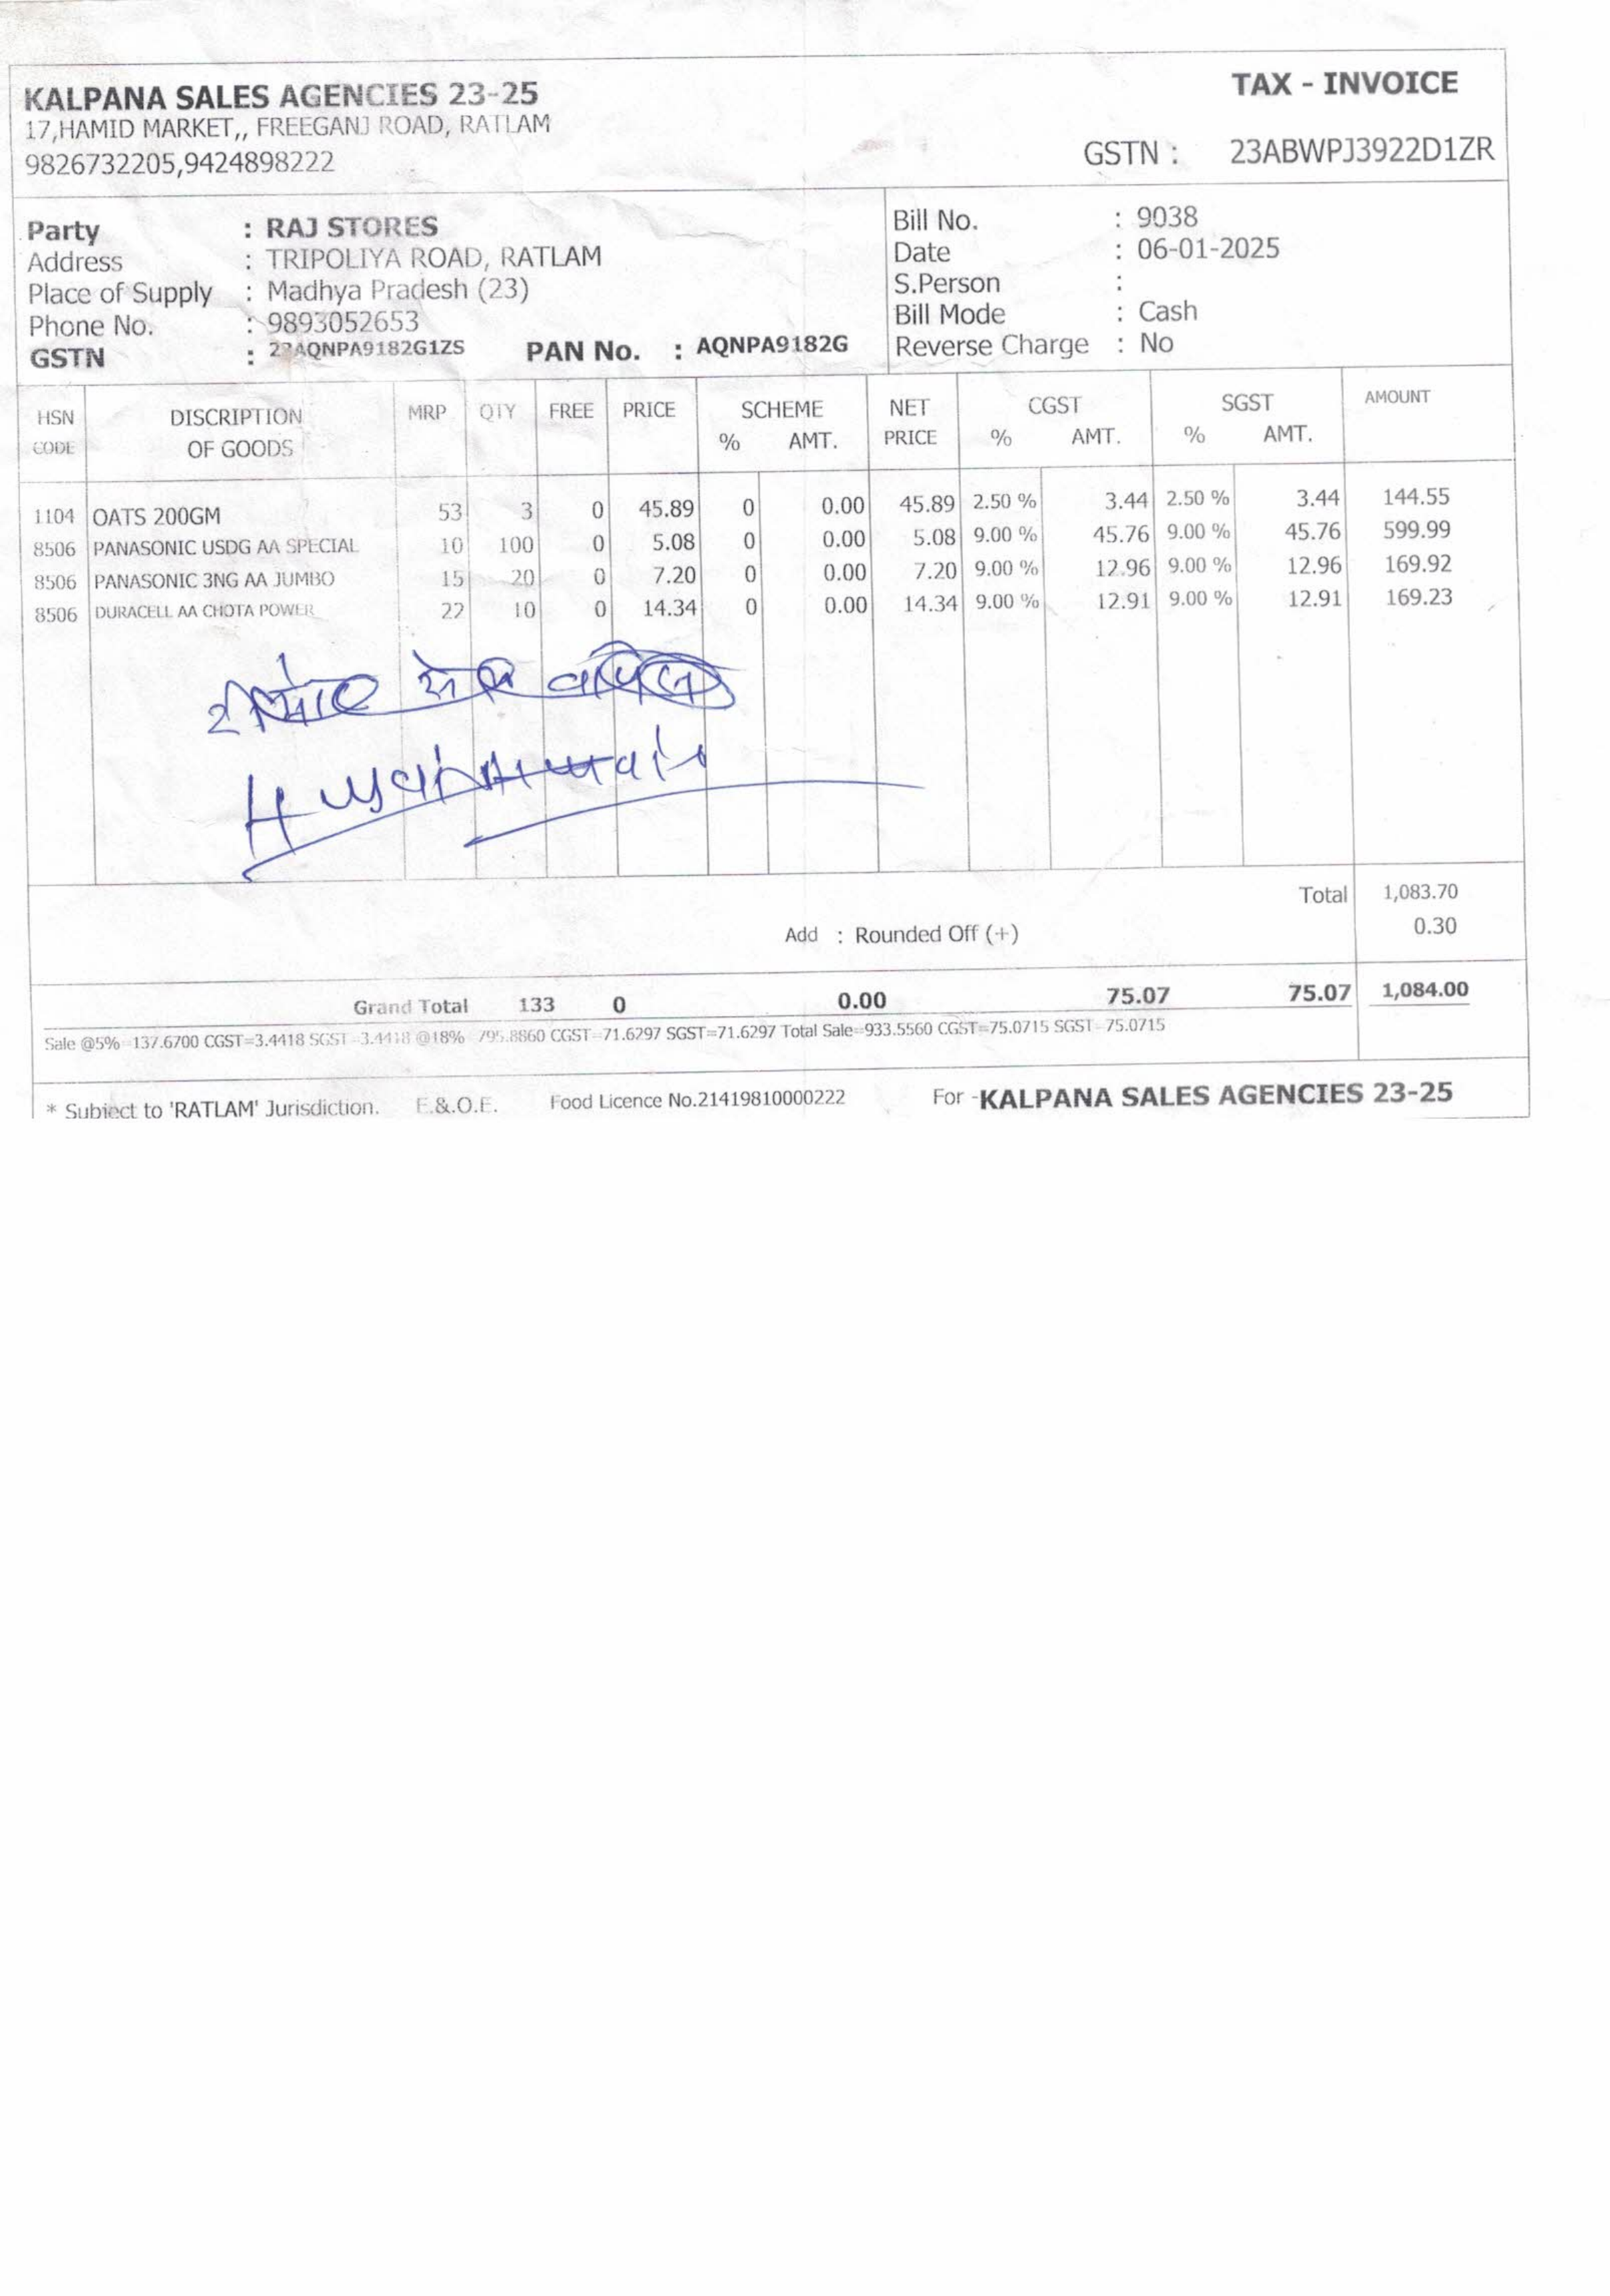 TAX - INVOICE
KALPANA SALES AGENCIES 23-25
17,HAMID MARKET,, FREEGANJ ROAD, RATLAM
9826732205,9424898222
GSTN : 23ABWPJ3922D1ZR
Party : RAJ STORES
Address : TRIPOLIYA ROAD, RATLAM
Place of Supply : Madhya Pradesh (23)
Phone No. : 9893052653
GSTN : 23AQNPA9182G1ZS PAN No. : AQNPA9182G
Bill No. : 9038
Date : 06-01-2025
S.Person :
Bill Mode : Cash
Reverse Charge : No
HSN CODE DISCRIPTION OF GOODS MRP QTY FREE PRICE SCHEME % AMT. NET PRICE CGST % AMT. SGST % AMT. AMOUNT
1104 OATS 200GM 53 3 0 45.89 0 0.00 45.89 2.50 % 3.44 2.50 % 3.44 144.55
8506 PANASONIC USDG AA SPECIAL 10 100 0 5.08 0 0.00 5.08 9.00 % 45.76 9.00 % 45.76 599.99
8506 PANASONIC 3NG AA JUMBO 15 20 0 7.20 0 0.00 7.20 9.00 % 12.96 9.00 % 12.96 169.92
8506 DURACELL AA CHOTA POWER 22 10 0 14.34 0 0.00 14.34 9.00 % 12.91 9.00 % 12.91 169.23
Total 1,083.70
Add : Rounded Off (+) 0.30
Grand Total 133 0 0.00 75.07 75.07 1,084.00
Sale @5%=137.6700 CGST=3.4418 SGST=3.4418 @18%=795.8860 CGST=71.6297 SGST=71.6297 Total Sale=933.5560 CGST=75.0715 SGST=75.0715
* Subject to 'RATLAM' Jurisdiction. E.&.O.E. Food Licence No.21419810000222 For -KALPANA SALES AGENCIES 23-25